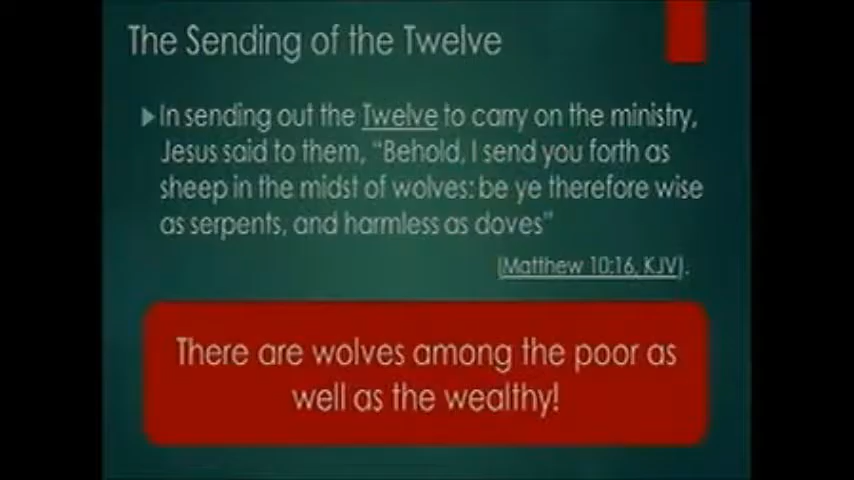 The Sending of the Twelve
In sending out the Twelve to carry on the ministry,
Jesus said to them, “Behold, I send you forth as
sheep in the midst of wolves: be ye therefore wise
as serpents, and harmless as doves”
(Matthew 10:16, KJV).
There are wolves among the poor as
well as the wealthy!